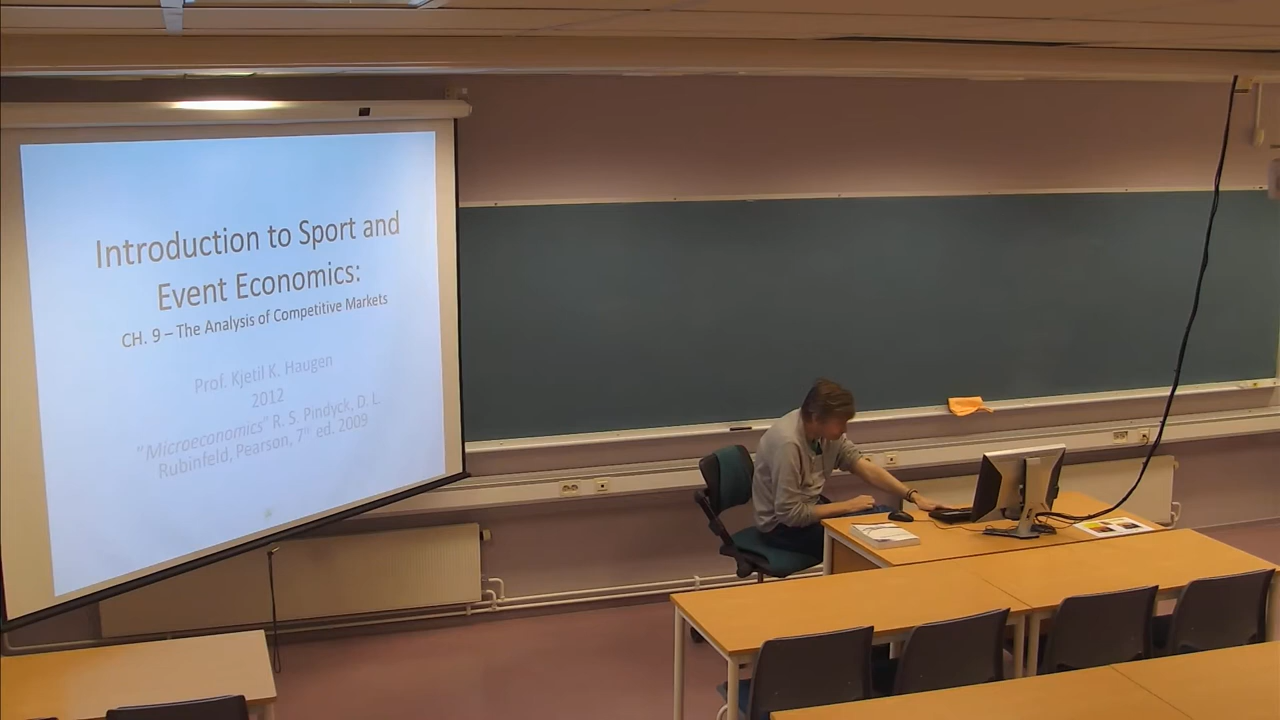 Introduction to Sport and
Event Economics:
CH. 9 – The Analysis of Competitive Markets
Prof. Kjetil K. Haugen
2012
"Microeconomics" R. S. Pindyck, D. L.
Rubinfeld, Pearson, 7th ed. 2009